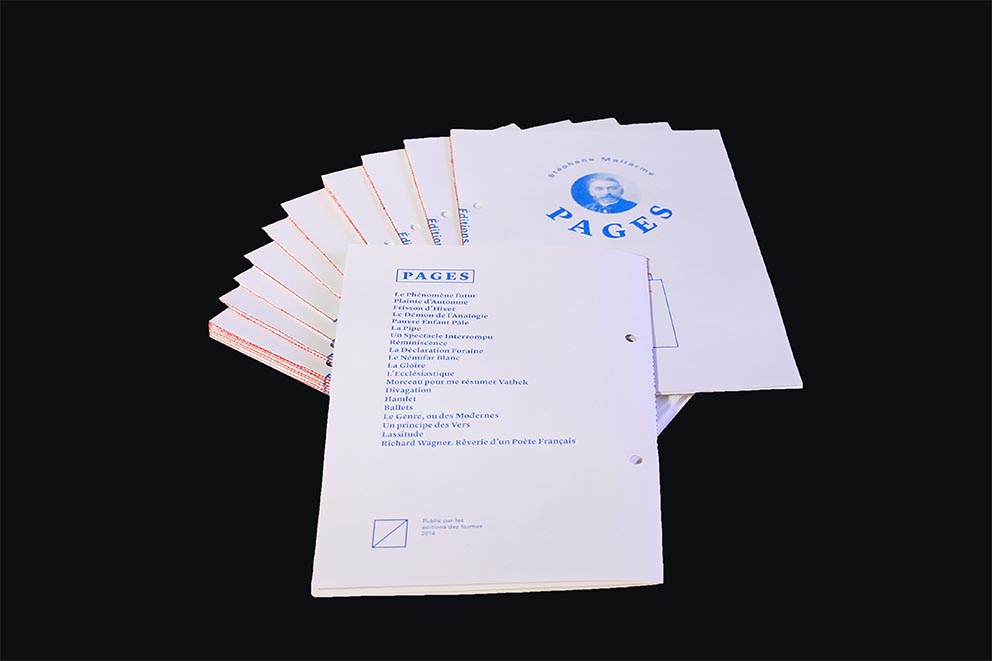 Stéphane Mallarmé
PAGES
Éditions
Éditions
Éditions
PAGES
Le Phénomène futur
Plainte d'Automne
Frisson d'Hiver
Le Démon de l'Analogie
Pauvre Enfant Pâle
La Pipe
Un Spectacle Interrompu
Réminiscence
La Déclaration Foraine
Le Nénufar Blanc
La Gloire
L'Ecclésiastique
Morceau pour me résumer Vathek
Divagation
Hamlet
Ballets
Le Genre, ou des Modernes
Un principe des Vers
Lassitude
Richard Wagner. Rêverie d'un Poète Français
Publié par les
éditions des formes
2014